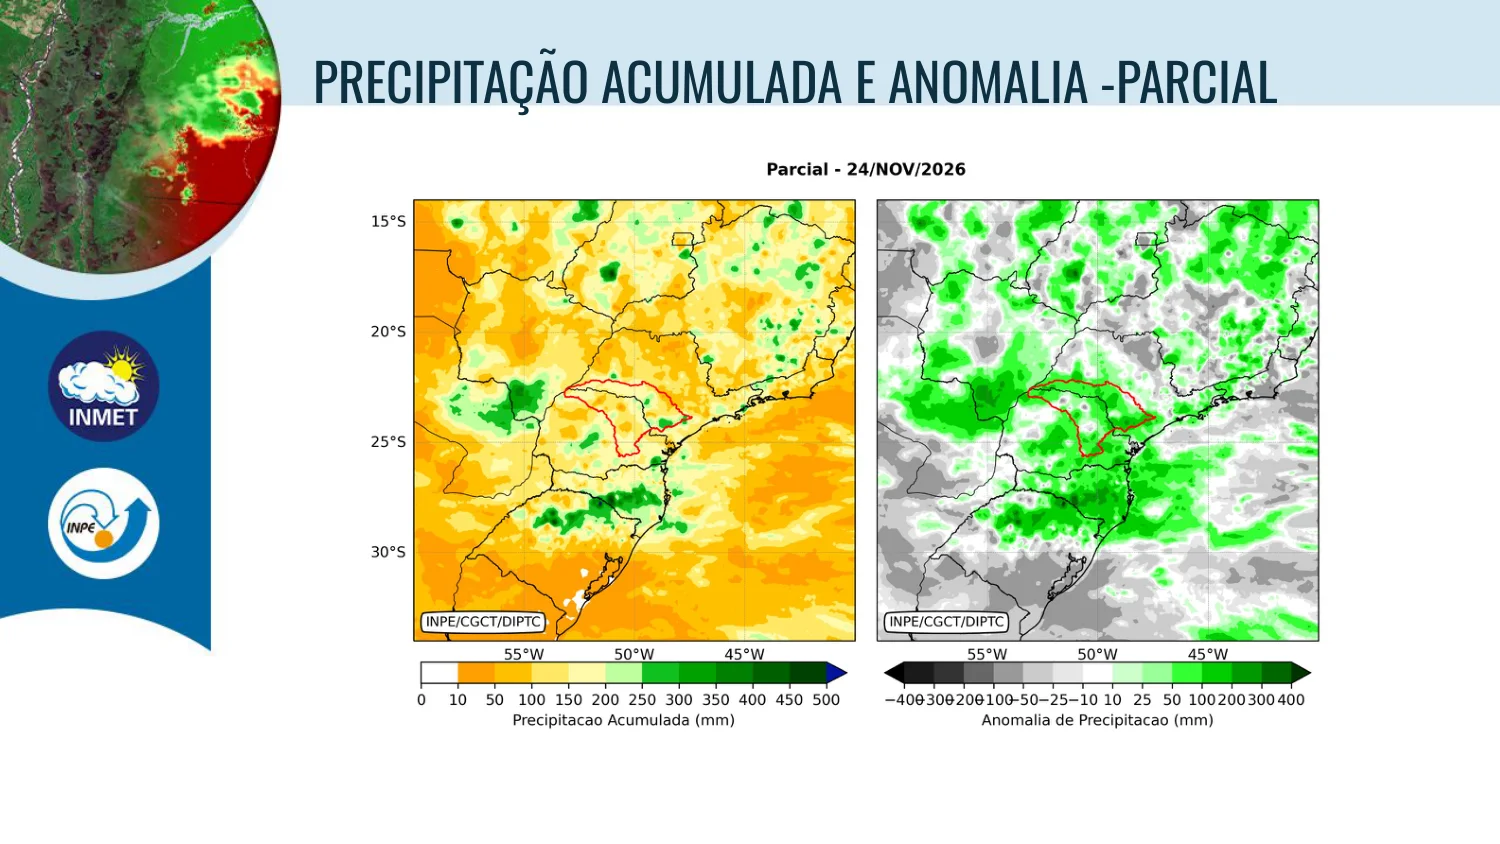 PRECIPITAÇÃO ACUMULADA E ANOMALIA -PARCIAL
Parcial - 24/NOV/2026
15°S
20°S
25°S
30°S
INMET
INPE
INPE/CGCT/DIPTC
INPE/CGCT/DIPTC
55°W 50°W 45°W
55°W 50°W 45°W
0 10 50 100 150 200 250 300 350 400 450 500
Precipitacao Acumulada (mm)
−400 −300 −200 −100 −50 −25 −10 10 25 50 100 200 300 400
Anomalia de Precipitacao (mm)